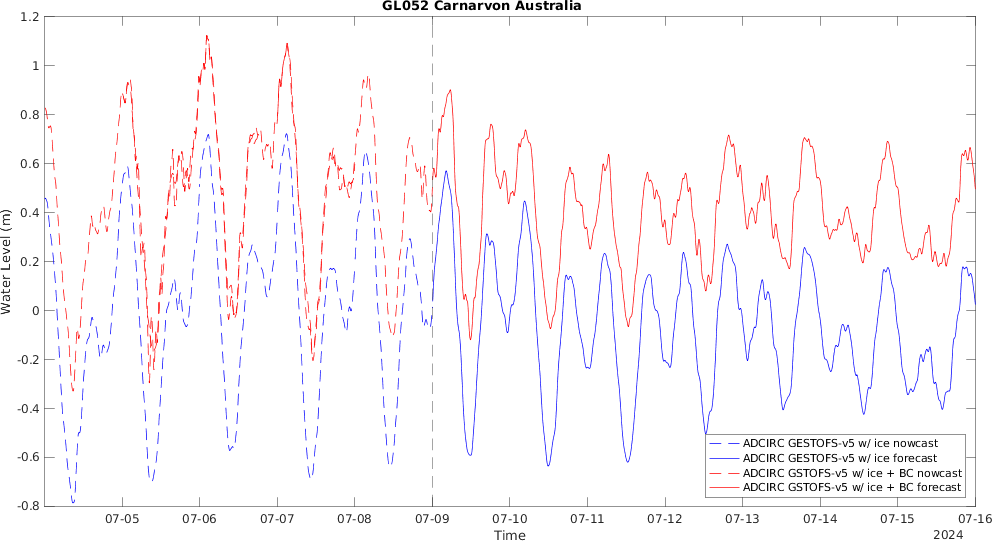 GL052 Carnarvon Australia
1.2
1
0.8
0.6
0.4
0.2
0
-0.2
-0.4
-0.6
-0.8
Water Level (m)
07-05 07-06 07-07 07-08 07-09 07-10 07-11 07-12 07-13 07-14 07-15 07-16
Time
2024
ADCIRC GESTOFS-v5 w/ ice nowcast
ADCIRC GESTOFS-v5 w/ ice forecast
ADCIRC GSTOFS-v5 w/ ice + BC nowcast
ADCIRC GSTOFS-v5 w/ ice + BC forecast